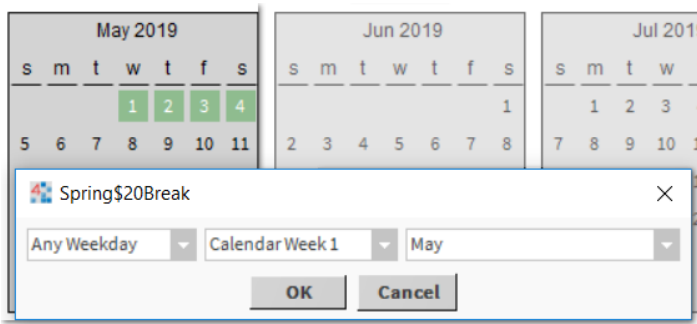 May 2019 Jun 2019 Jul 201
s m t w t f s s m t w t f s s m t w
1 2 3 4 1 1 2 3
5 6 7 8 9 10 11 2 3 4 5 6 7 8 7 8 9 10
Spring$20Break
Any Weekday Calendar Week 1 May
OK Cancel